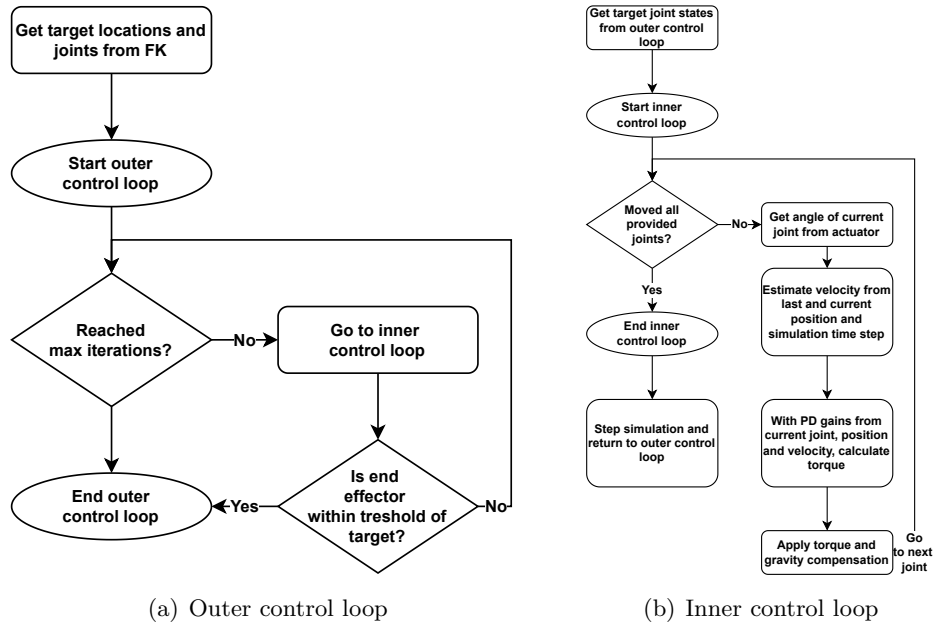 Get target locations and
joints from FK
Start outer
control loop
Reached
max iterations?
No
Go to inner
control loop
Is end
effector
within treshold of
target?
No
Yes
End outer
control loop
(a) Outer control loop
Get target joint states
from outer control
loop
Start inner
control loop
Moved all
provided
joints?
No
Get angle of current
joint from actuator
Estimate velocity from
last and current
position and
simulation time step
With PD gains from
current joint, position
and velocity, calculate
torque
Apply torque and
gravity compensation
Go
to next
joint
Yes
End inner
control loop
Step simulation and
return to outer control
loop
(b) Inner control loop